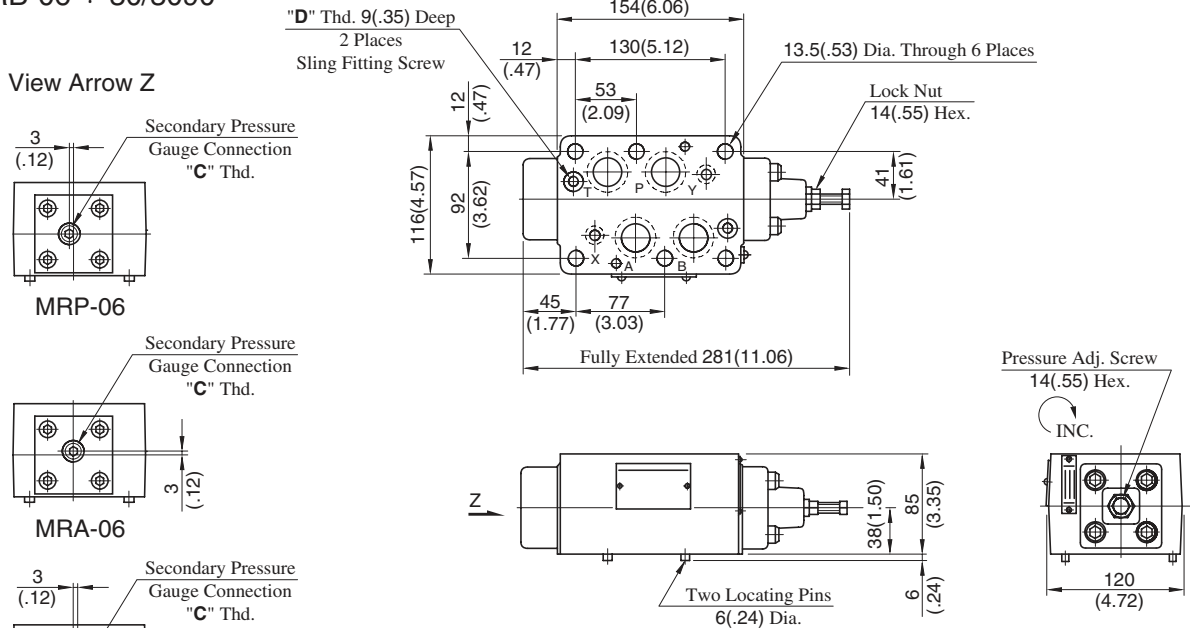 154(6.06)
"D" Thd. 9(.35) Deep
2 Places
Sling Fitting Screw
12
(.47)
130(5.12)
13.5(.53) Dia. Through 6 Places
View Arrow Z
12
(.47)
53
(2.09)
Lock Nut
14(.55) Hex.
3
(.12)
Secondary Pressure
Gauge Connection
"C" Thd.
116(4.57)
92
(3.62)
T
P
Y
X
A
B
41
(1.61)
MRP-06
45
(1.77)
77
(3.03)
Fully Extended 281(11.06)
Secondary Pressure
Gauge Connection
"C" Thd.
3
(.12)
MRA-06
Pressure Adj. Screw
14(.55) Hex.
INC.
Z
38(1.50)
85
(3.35)
6
(.24)
Two Locating Pins
6(.24) Dia.
120
(4.72)
3
(.12)
Secondary Pressure
Gauge Connection
"C" Thd.